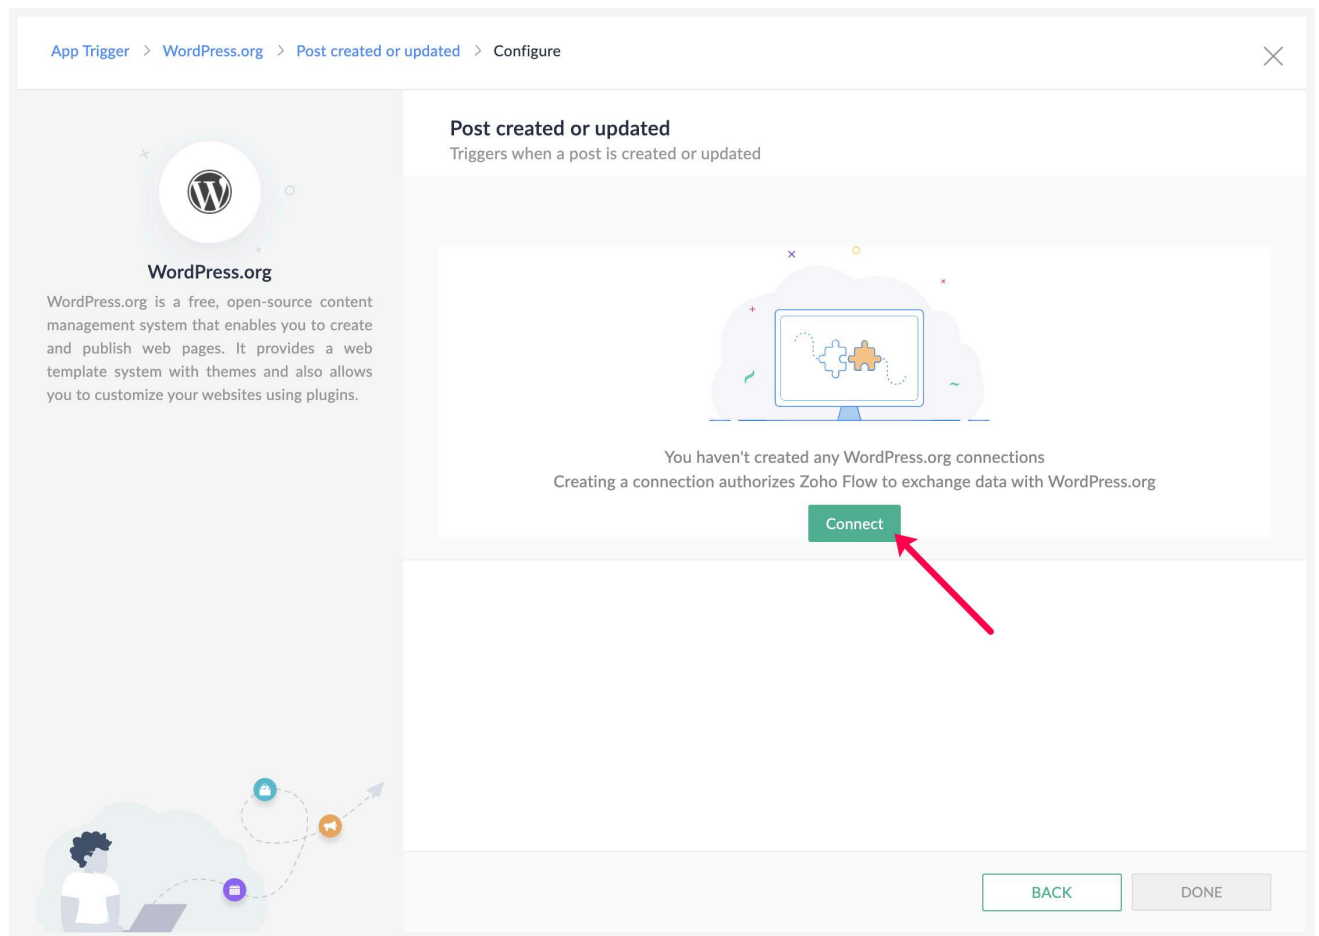 App Trigger > WordPress.org > Post created or updated > Configure
WordPress.org
WordPress.org is a free, open-source content
management system that enables you to create
and publish web pages. It provides a web
template system with themes and also allows
you to customize your websites using plugins.
Post created or updated
Triggers when a post is created or updated
You haven't created any WordPress.org connections
Creating a connection authorizes Zoho Flow to exchange data with WordPress.org
Connect
BACK
DONE